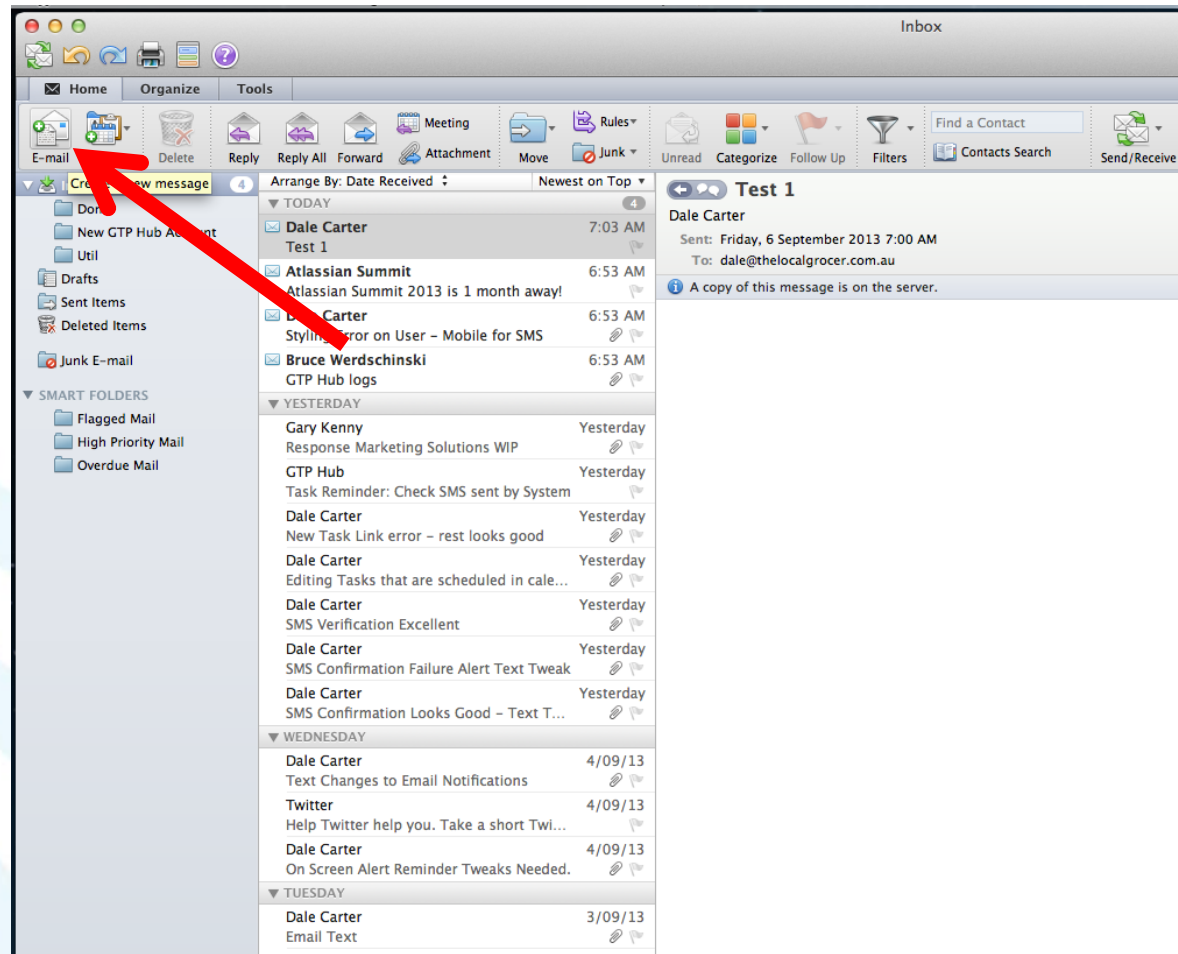 Inbox
Home Organize Tools
E-mail Delete Reply Reply All Forward Meeting Attachment Move Rules Junk Unread Categorize Follow Up Filters Find a Contact Contacts Search Send/Receive
Create new message 4
New GTP Hub
Util
Drafts
Sent Items
Deleted Items
Junk E-mail
SMART FOLDERS
Flagged Mail
High Priority Mail
Overdue Mail
Arrange By: Date Received Newest on Top
TODAY 4
Dale Carter 7:03 AM
Test 1
Atlassian Summit 6:53 AM
Atlassian Summit 2013 is 1 month away!
Carter 6:53 AM
Styling Error on User – Mobile for SMS
Bruce Werdschinski 6:53 AM
GTP Hub logs
YESTERDAY
Gary Kenny Yesterday
Response Marketing Solutions WIP
GTP Hub Yesterday
Task Reminder: Check SMS sent by System
Dale Carter Yesterday
New Task Link error – rest looks good
Dale Carter Yesterday
Editing Tasks that are scheduled in cale...
Dale Carter Yesterday
SMS Verification Excellent
Dale Carter Yesterday
SMS Confirmation Failure Alert Text Tweak
Dale Carter Yesterday
SMS Confirmation Looks Good – Text T...
WEDNESDAY
Dale Carter 4/09/13
Text Changes to Email Notifications
Twitter 4/09/13
Help Twitter help you. Take a short Twi...
Dale Carter 4/09/13
On Screen Alert Reminder Tweaks Needed.
TUESDAY
Dale Carter 3/09/13
Email Text
Test 1
Dale Carter
Sent: Friday, 6 September 2013 7:00 AM
To: dale@thelocalgrocer.com.au
A copy of this message is on the server.